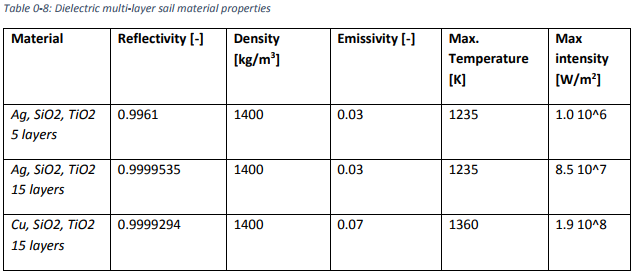 Table 0-8: Dielectric multi-layer sail material properties
Material Reflectivity [-] Density Emissivity [-] Max. Max
[kg/m³] Temperature intensity
[K] [W/m²]
Ag, SiO2, TiO2 0.9961 1400 0.03 1235 1.0 10^6
5 layers
Ag, SiO2, TiO2 0.9999535 1400 0.03 1235 8.5 10^7
15 layers
Cu, SiO2, TiO2 0.9999294 1400 0.07 1360 1.9 10^8
15 layers